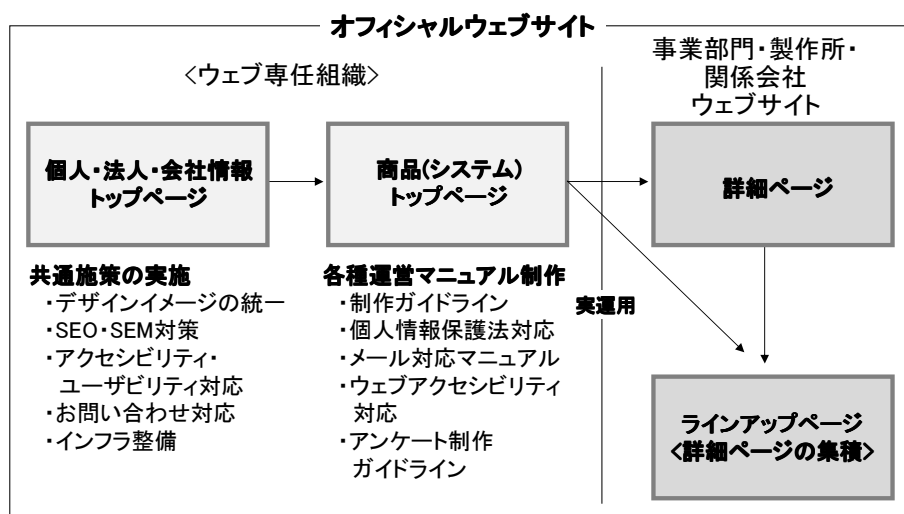 オフィシャルウェブサイト
<ウェブ専任組織>
事業部門・製作所・
関係会社
ウェブサイト
個人・法人・会社情報
トップページ
商品(システム)
トップページ
詳細ページ
共通施策の実施
・デザインイメージの統一
・SEO・SEM対策
・アクセシビリティ・
ユーザビリティ対応
・お問い合わせ対応
・インフラ整備
各種運営マニュアル制作
・制作ガイドライン
・個人情報保護法対応
・メール対応マニュアル
・ウェブアクセシビリティ
対応
・アンケート制作
ガイドライン
実運用
ラインアップページ
<詳細ページの集積>